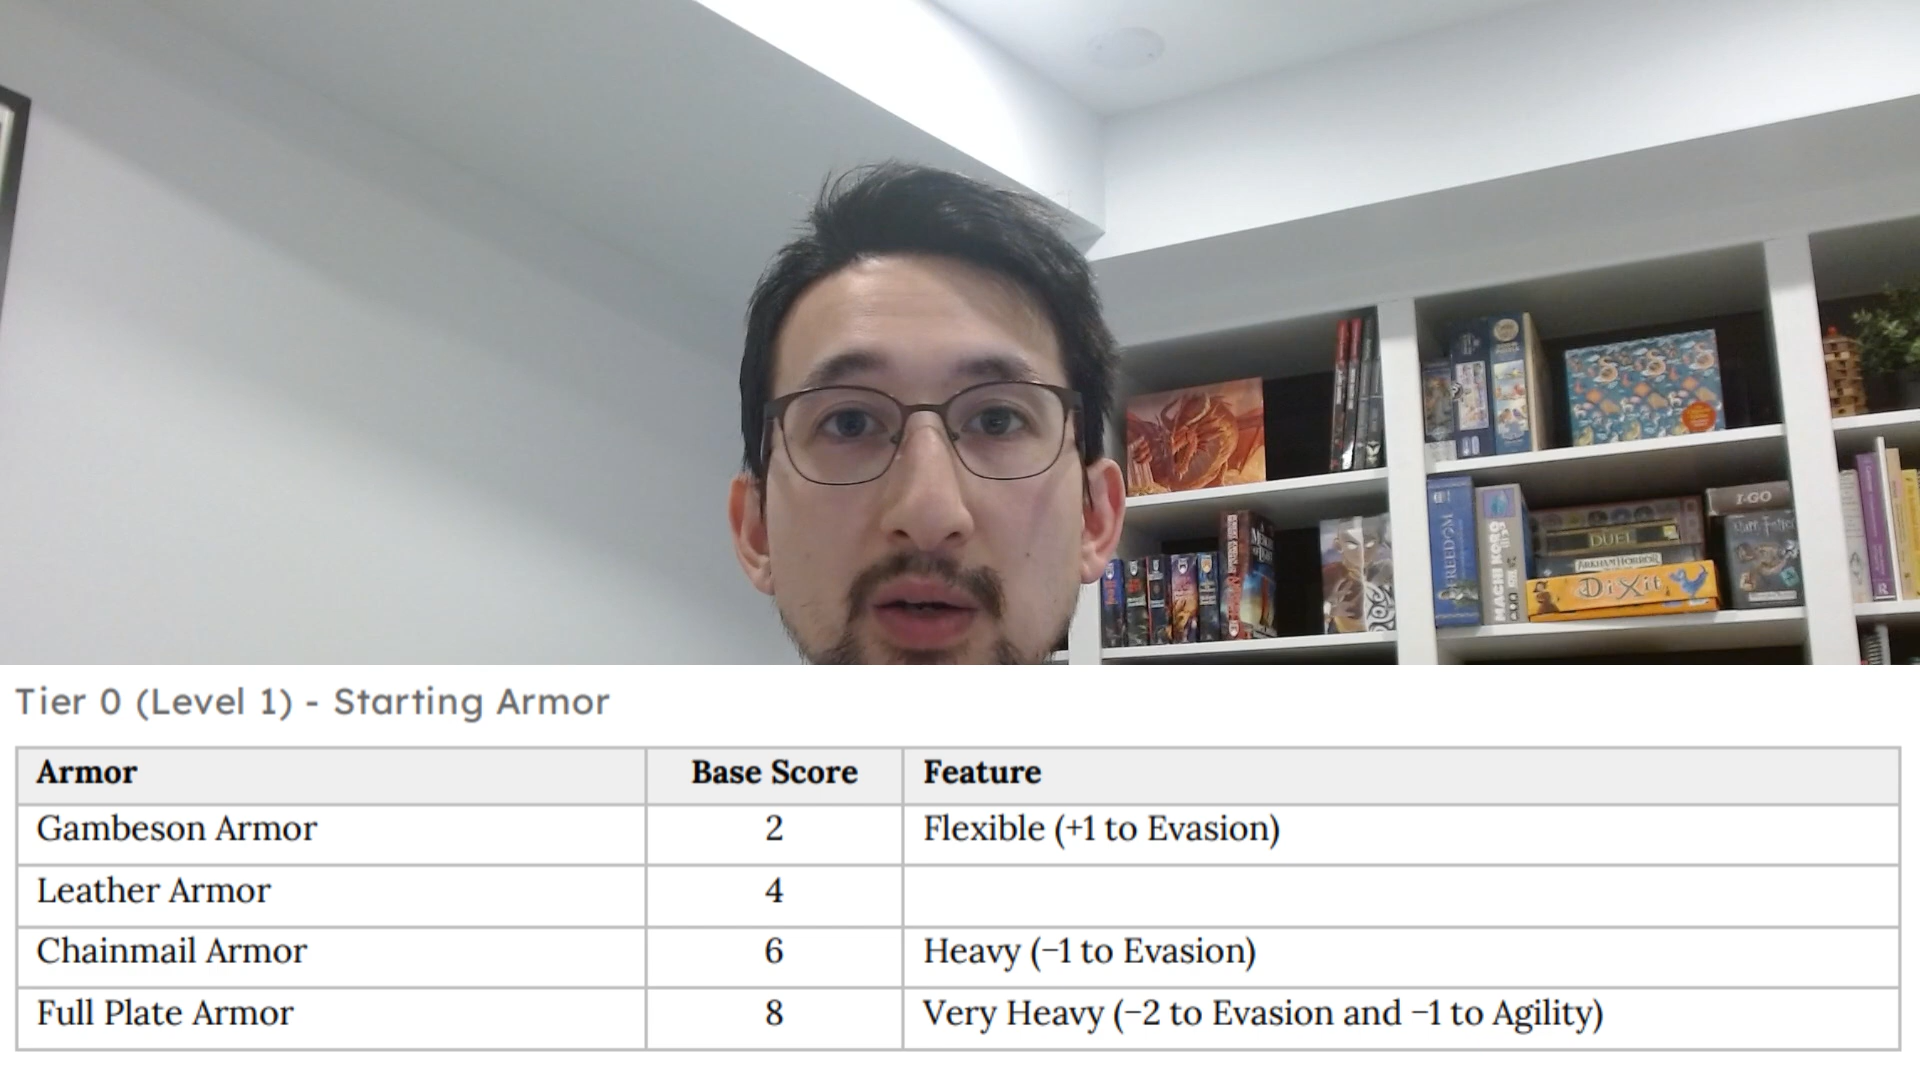 FREEDOM
MACHI KORO
DUEL
ARKHAM HORROR
DiXit
I-GO
Tier 0 (Level 1) - Starting Armor
Armor Base Score Feature
Gambeson Armor 2 Flexible (+1 to Evasion)
Leather Armor 4
Chainmail Armor 6 Heavy (−1 to Evasion)
Full Plate Armor 8 Very Heavy (−2 to Evasion and −1 to Agility)